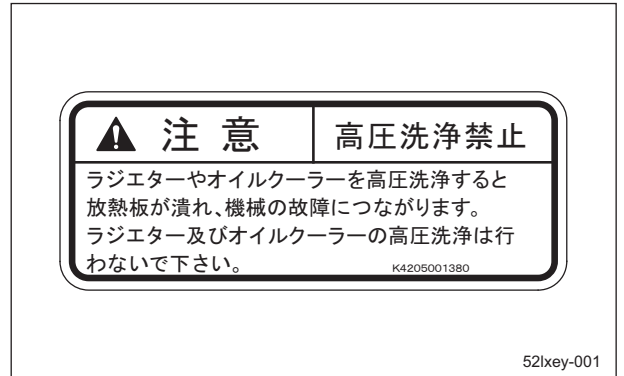 注 意 高圧洗浄禁止
ラジエターやオイルクーラーを高圧洗浄すると
放熱板が潰れ、機械の故障につながります。
ラジエター及びオイルクーラーの高圧洗浄は行
わないで下さい。 K4205001380
52lxey-001